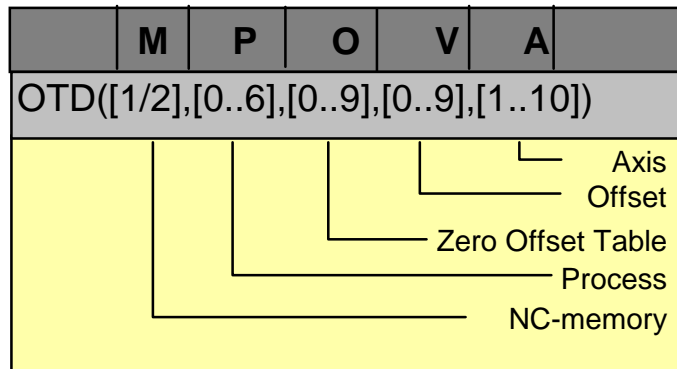 M P O V A
OTD([1/2],[0..6],[0..9],[0..9],[1..10])
Axis
Offset
Zero Offset Table
Process
NC-memory